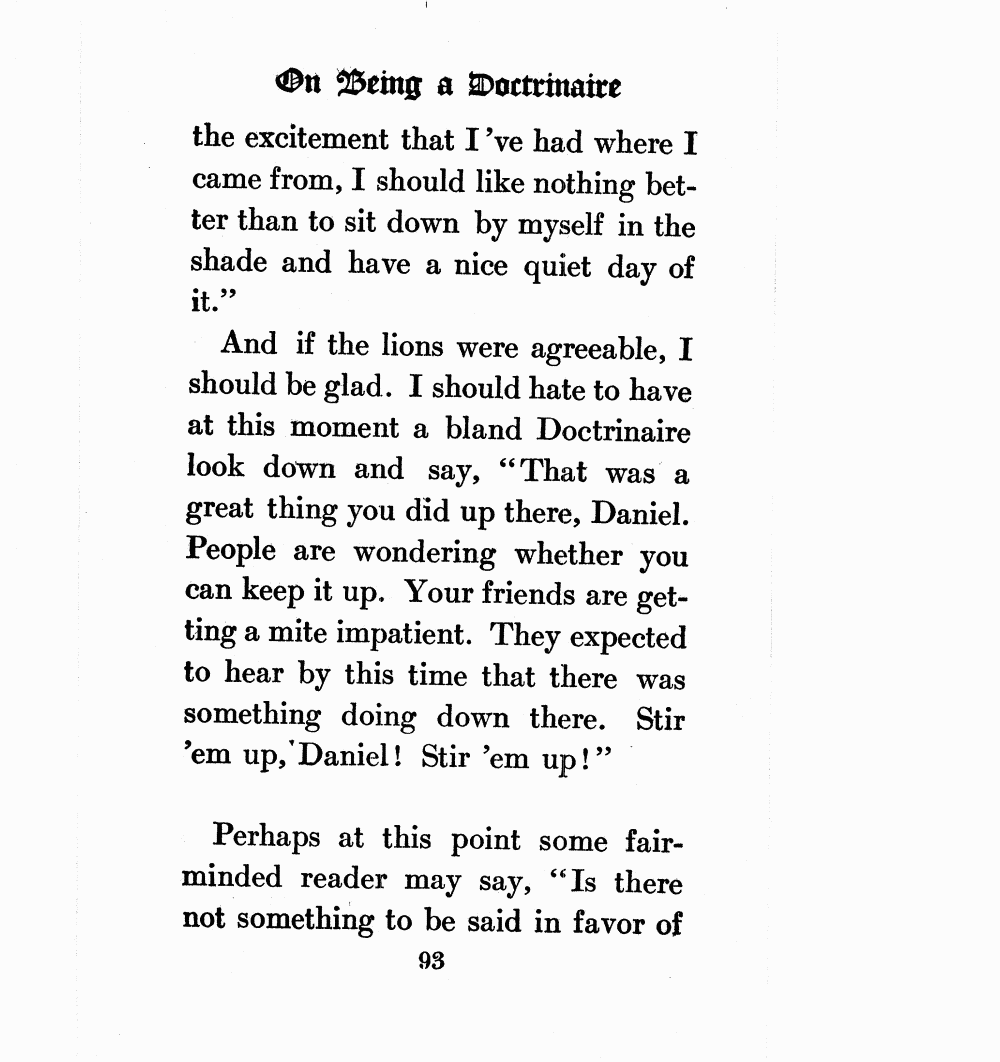 On Being a Doctrinaire
the excitement that I 've had where I
came from, I should like nothing bet-
ter than to sit down by myself in the
shade and have a nice quiet day of
it.”
And if the lions were agreeable, I
should be glad. I should hate to have
at this moment a bland Doctrinaire
look down and say, “That was a
great thing you did up there, Daniel.
People are wondering whether you
can keep it up. Your friends are get-
ting a mite impatient. They expected
to hear by this time that there was
something doing down there. Stir
’em up, Daniel! Stir ’em up!”
Perhaps at this point some fair-
minded reader may say, “Is there
not something to be said in favor of
93